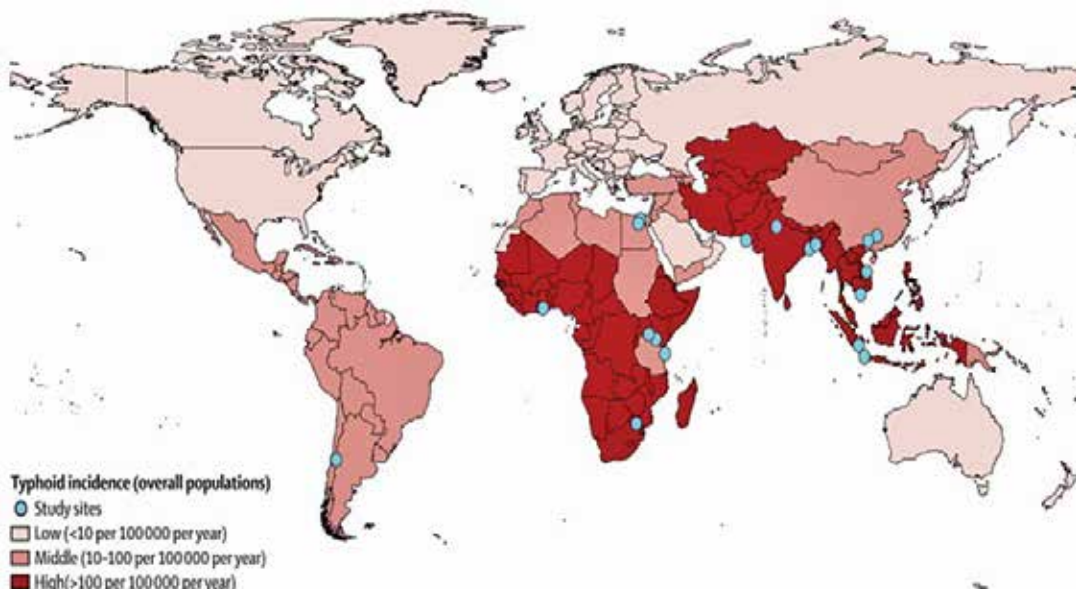 Typhoid incidence (overall populations)
Study sites
Low (<10 per 100 000 per year)
Middle (10–100 per 100 000 per year)
High(>100 per 100 000 per year)